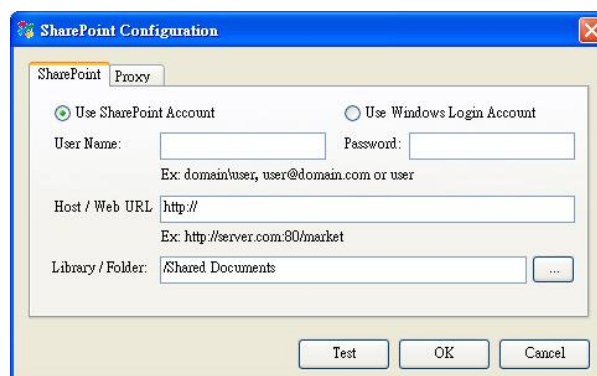 SharePoint Configuration
SharePoint Proxy
Use SharePoint Account Use Windows Login Account
User Name: Password:
Ex: domain\user, user@domain.com or user
Host / Web URL http://
Ex: http://server.com:80/market
Library / Folder: /Shared Documents ...
Test OK Cancel